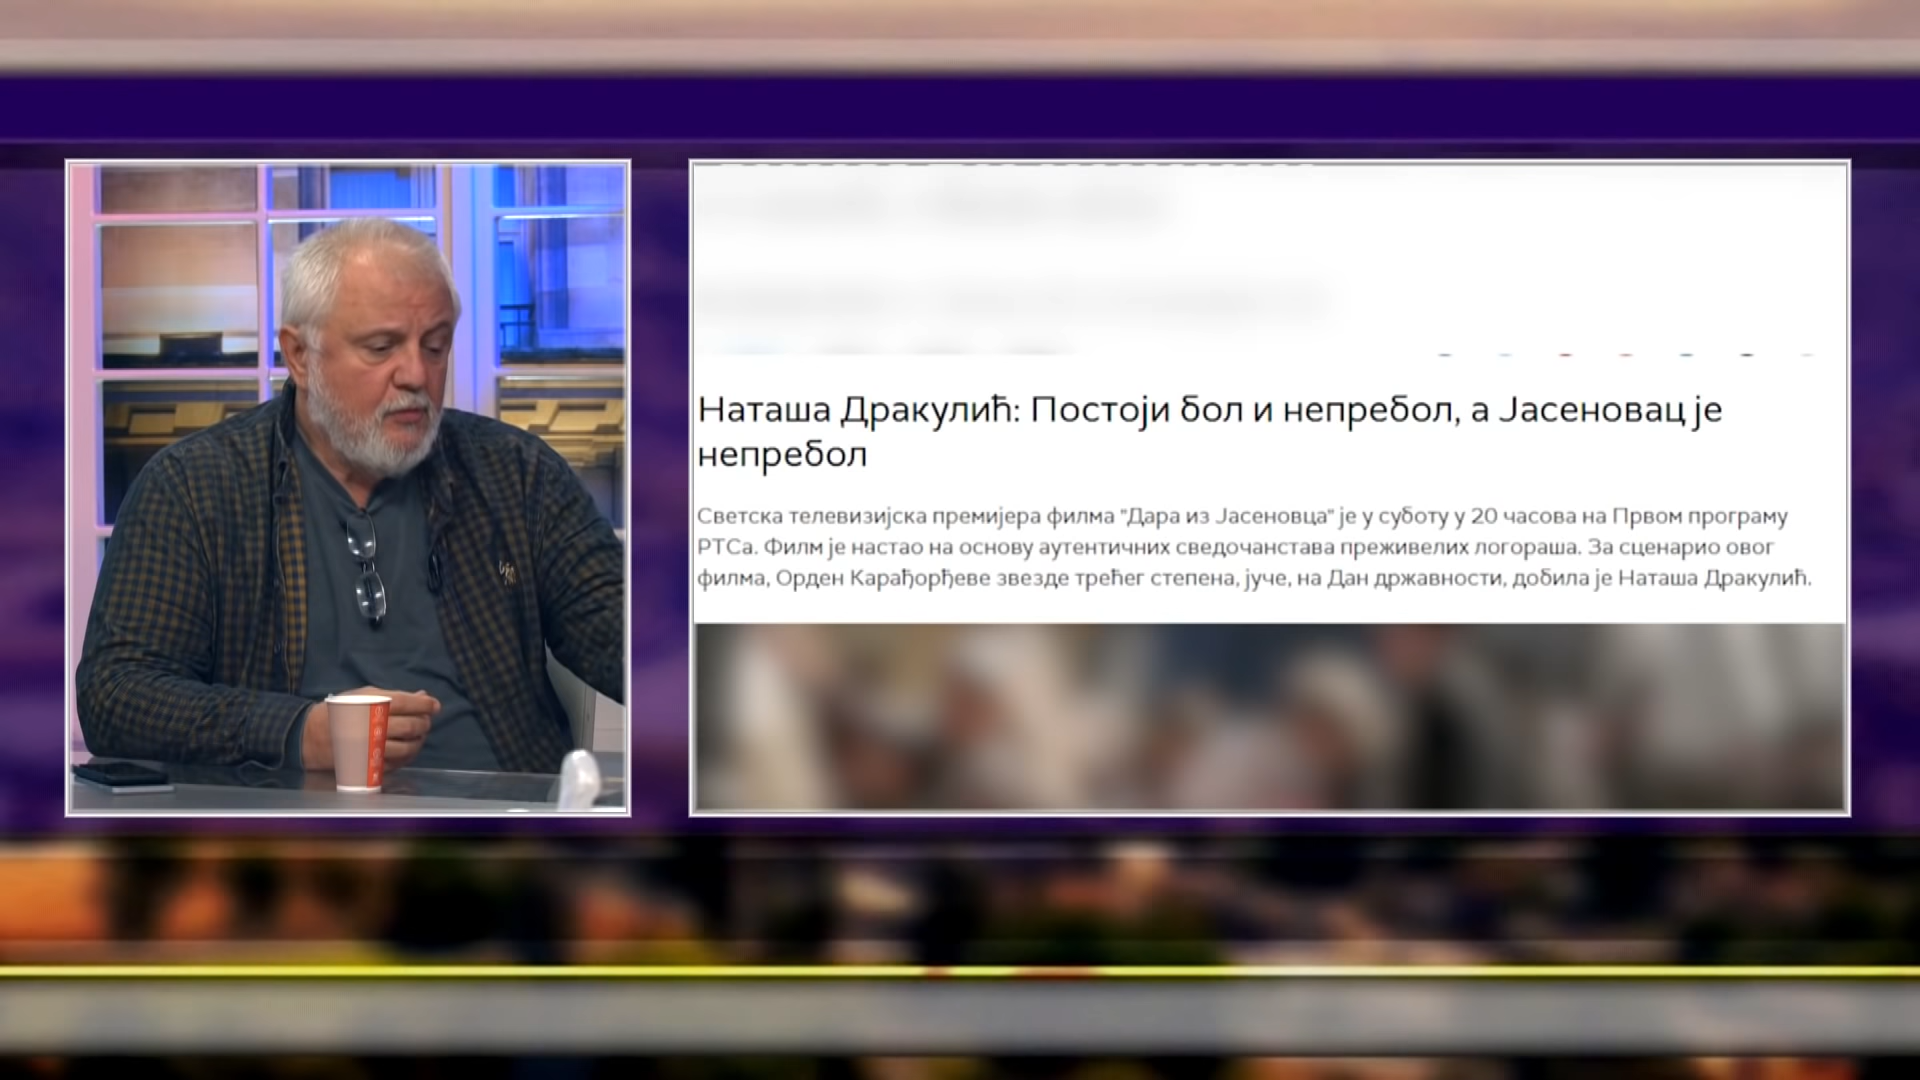 Наташа Дракулић: Постоји бол и непребол, а Јасеновац је
непребол
Светска телевизијска премијера филма "Дара из Јасеновца" је у суботу у 20 часова на Првом програму
РТСа. Филм је настао на основу аутентичних сведочанстава преживелих логораша. За сценарио овог
филма, Орден Карађорђеве звезде трећег степена, јуче, на Дан државности, добила је Наташа Дракулић.